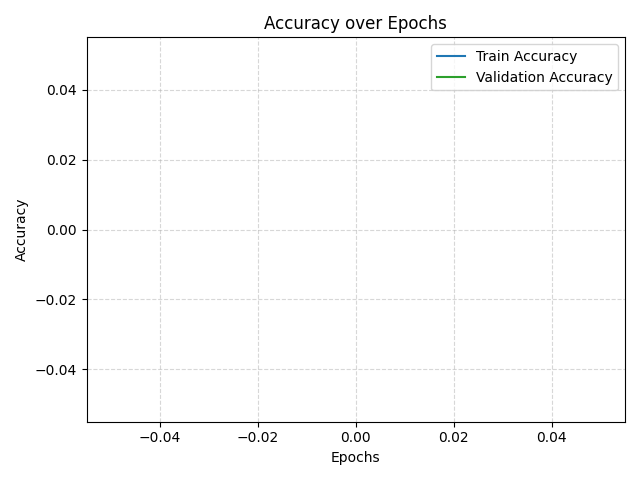 Accuracy over Epochs
Train Accuracy
Validation Accuracy
0.04
0.02
0.00
−0.02
−0.04
Accuracy
−0.04
−0.02
0.00
0.02
0.04
Epochs